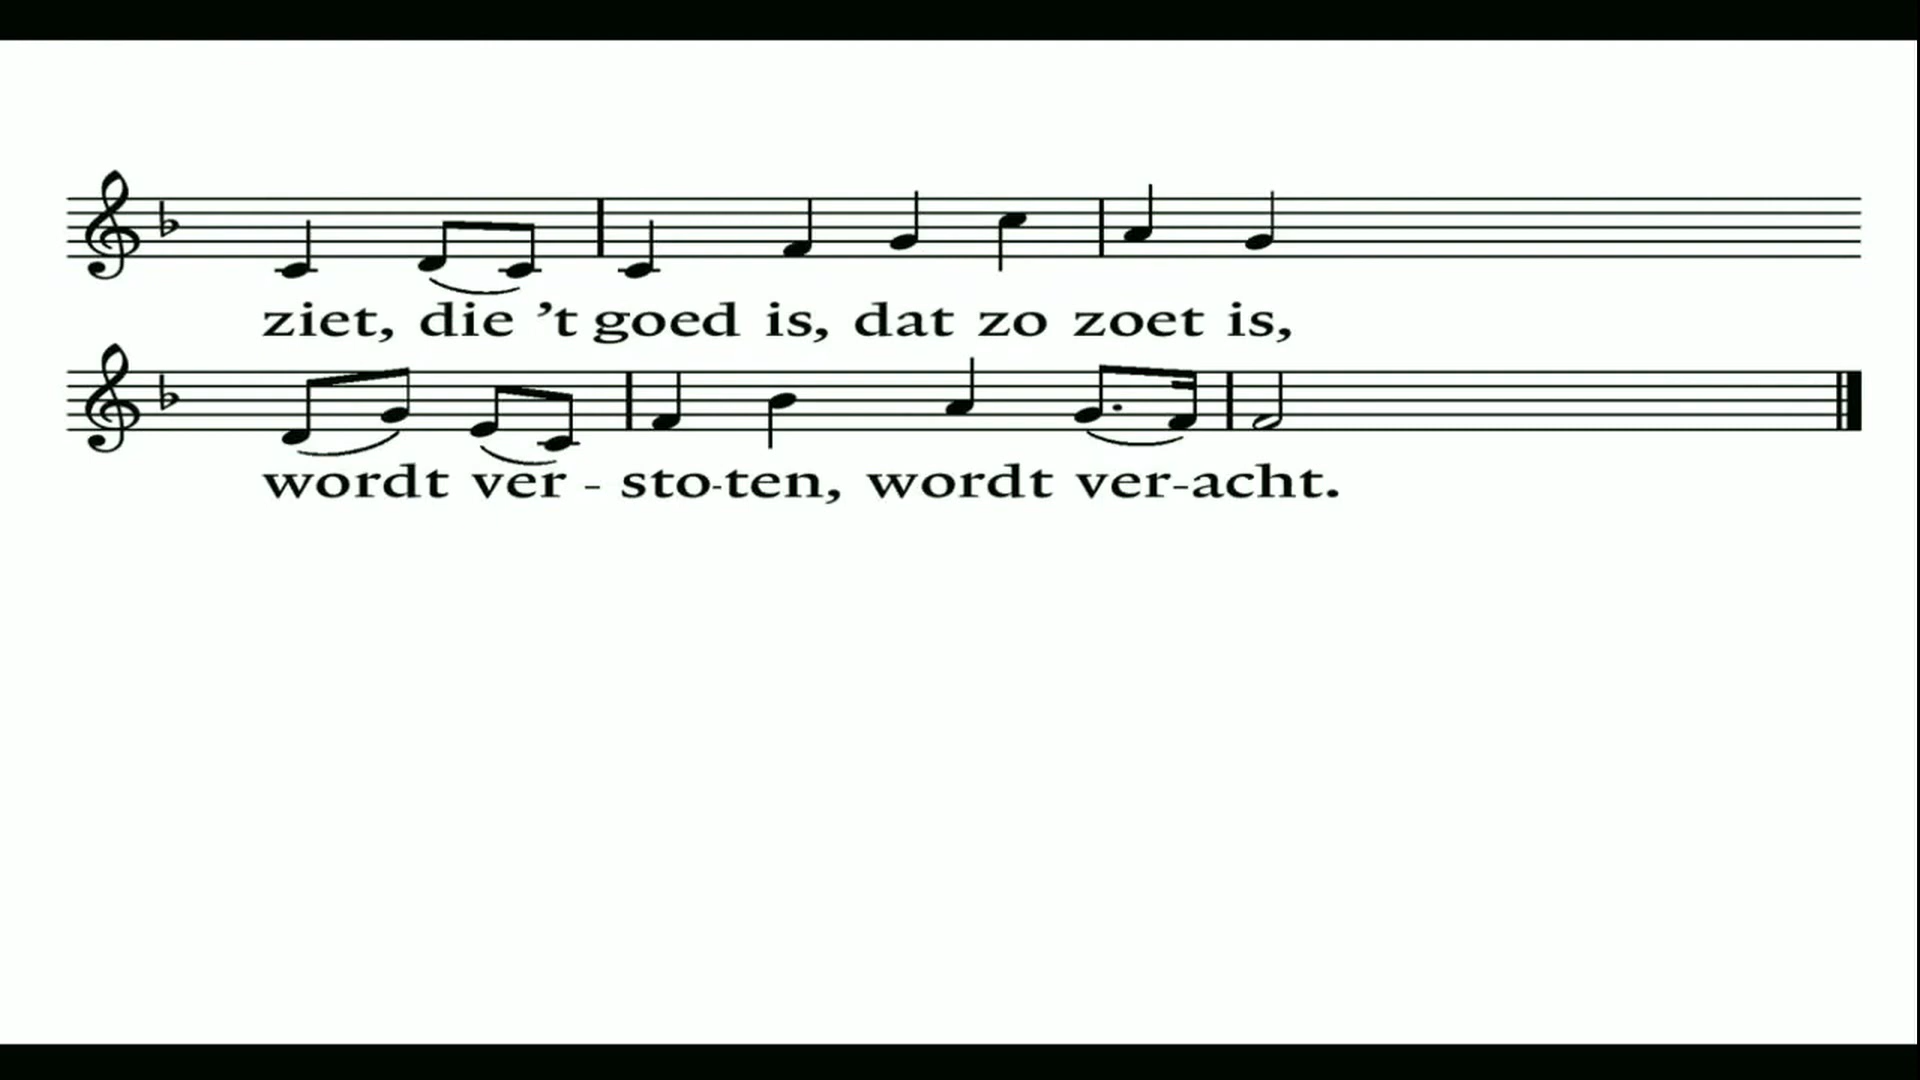 ziet, die ’t goed is, dat zo zoet is,
wordt ver - sto-ten, wordt ver-acht.